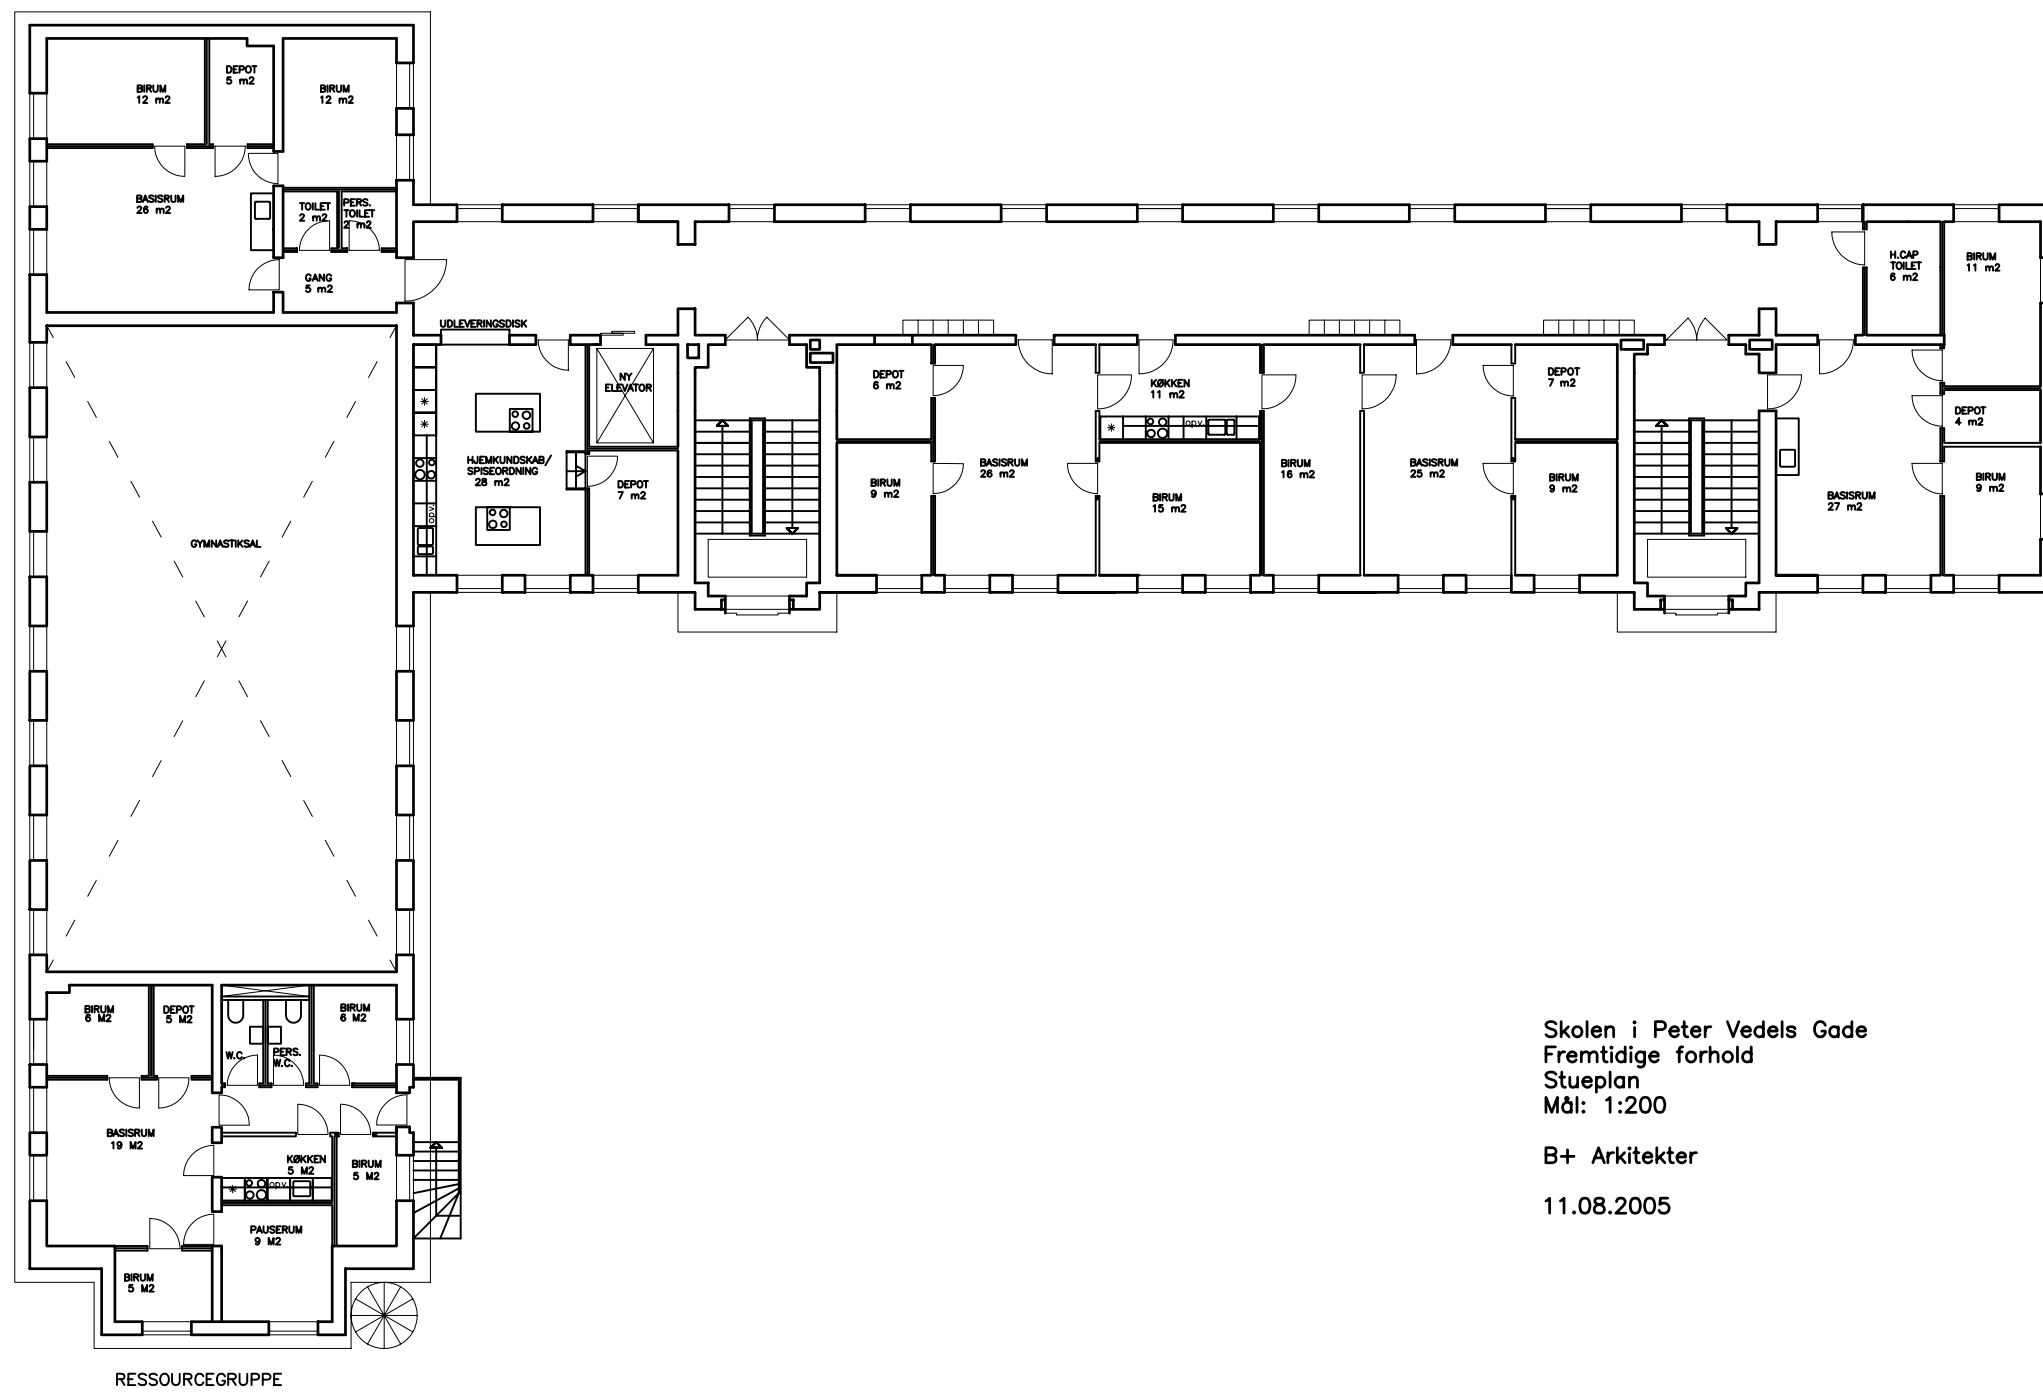 BIRUM
12 m2
DEPOT
5 m2
BIRUM
12 m2
BASISRUM
26 m2
TOILET
2 m2
PERS.
TOILET
2 m2
GANG
5 m2
H.CAP
TOILET
6 m2
BIRUM
11 m2
UDLEVERINGSDISK
NY
ELEVATOR
HJEMKUNDSKAB/
SPISEORDNING
28 m2
opv.
DEPOT
7 m2
DEPOT
6 m2
BIRUM
9 m2
BASISRUM
26 m2
KØKKEN
11 m2
opv.
BIRUM
15 m2
BIRUM
16 m2
BASISRUM
25 m2
DEPOT
7 m2
BIRUM
9 m2
BASISRUM
27 m2
DEPOT
4 m2
BIRUM
9 m2
GYMNASTIKSAL
BIRUM
6 M2
DEPOT
5 M2
W.C.
PERS.
W.C.
BIRUM
6 M2
BASISRUM
19 M2
KØKKEN
5 M2
opv.
BIRUM
5 M2
PAUSERUM
9 M2
BIRUM
5 M2
RESSOURCEGRUPPE
Skolen i Peter Vedels Gade
Fremtidige forhold
Stueplan
Mål: 1:200
B+ Arkitekter
11.08.2005